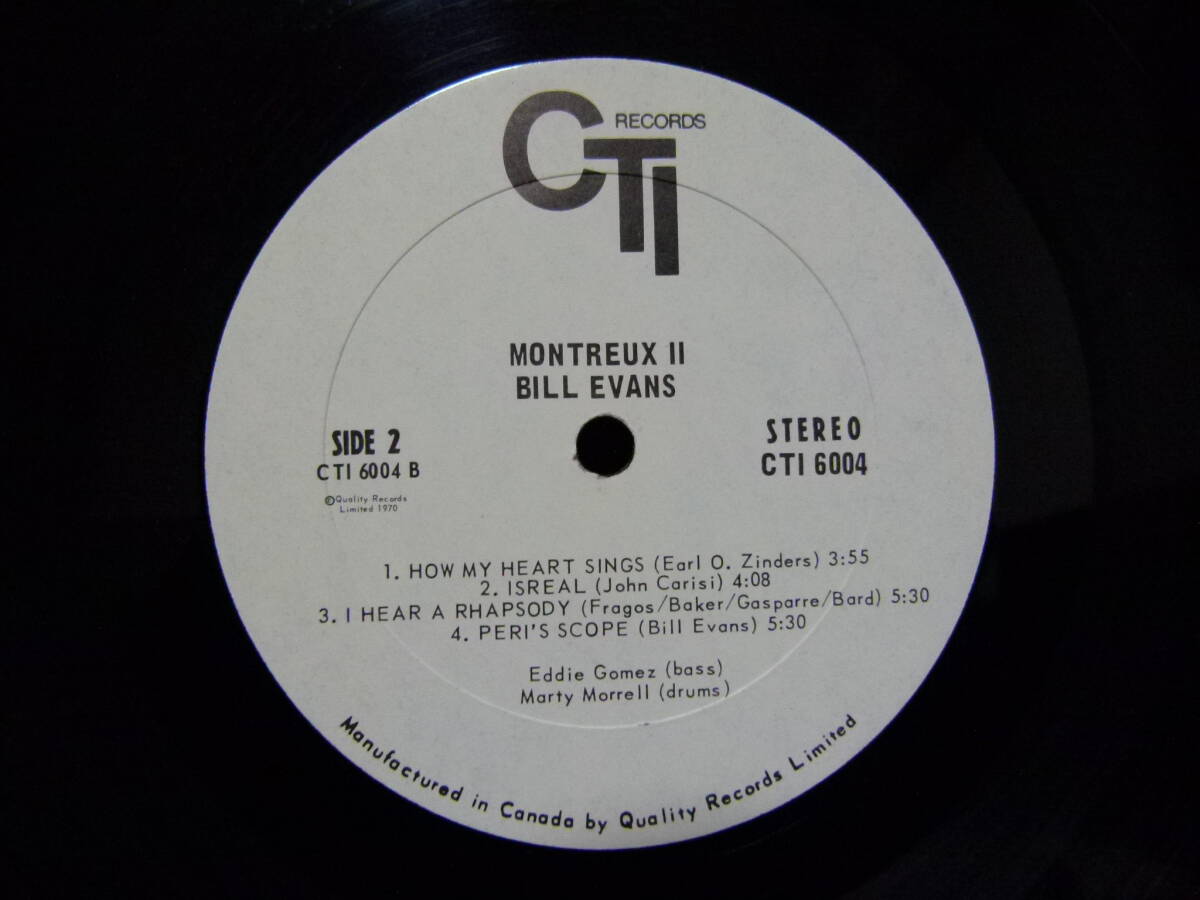 CTI RECORDS
MONTREUX II
BILL EVANS
SIDE 2
CTI 6004 B
℗Quality Records
Limited 1970
STEREO
CTI 6004
1. HOW MY HEART SINGS (Earl O. Zinders) 3:55
2. ISREAL (John Carisi) 4:08
3. I HEAR A RHAPSODY (Fragos/Baker/Gasparre/Bard) 5:30
4. PERI'S SCOPE (Bill Evans) 5:30
Eddie Gomez (bass)
Marty Morrell (drums)
Manufactured in Canada by Quality Records Limited